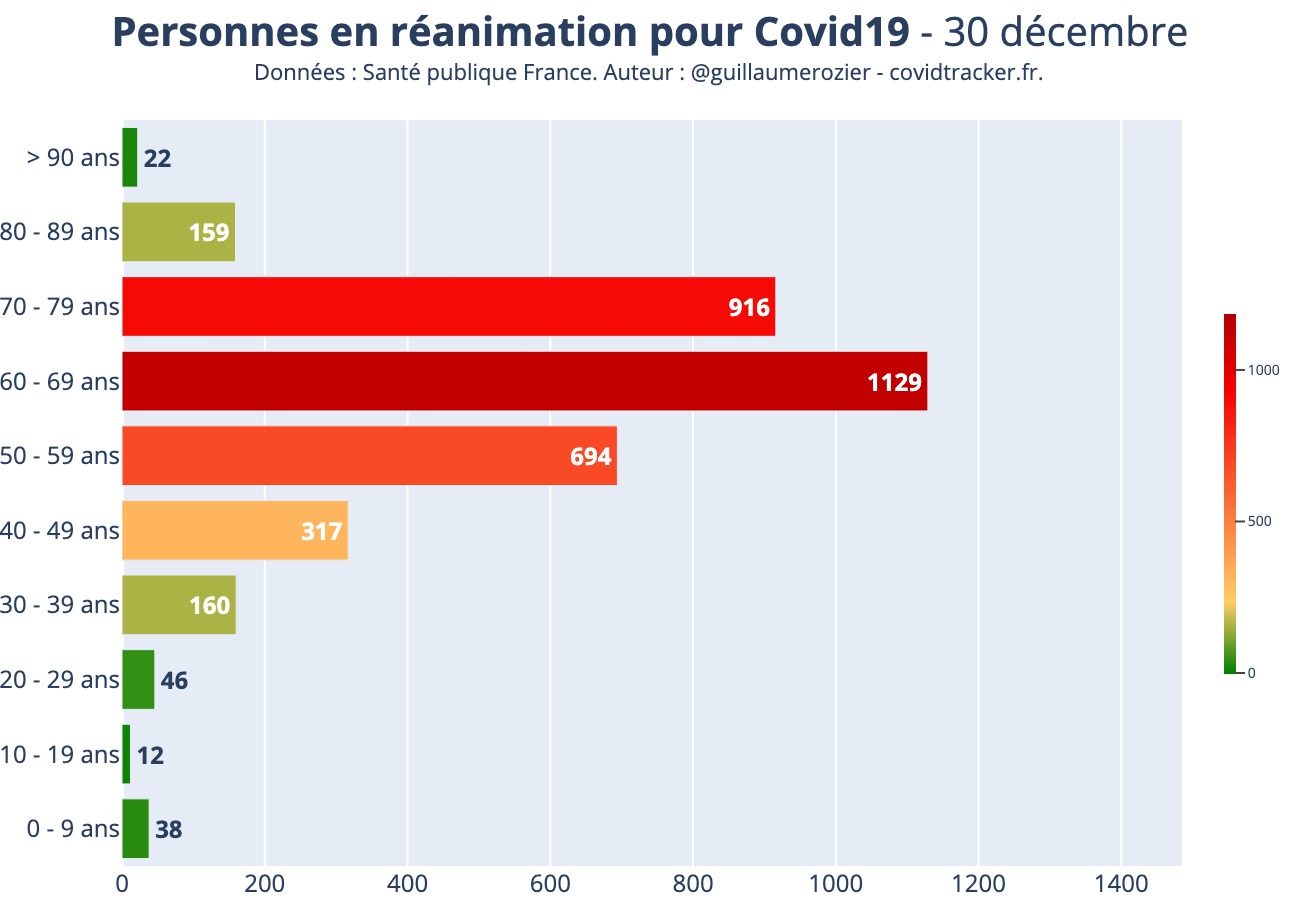 Personnes en réanimation pour Covid19 - 30 décembre
Données : Santé publique France. Auteur : @guillaumerozier - covidtracker.fr.
> 90 ans 22
80 - 89 ans 159
70 - 79 ans 916
60 - 69 ans 1129
50 - 59 ans 694
40 - 49 ans 317
30 - 39 ans 160
20 - 29 ans 46
10 - 19 ans 12
0 - 9 ans 38
0 200 400 600 800 1000 1200 1400
1000
500
0